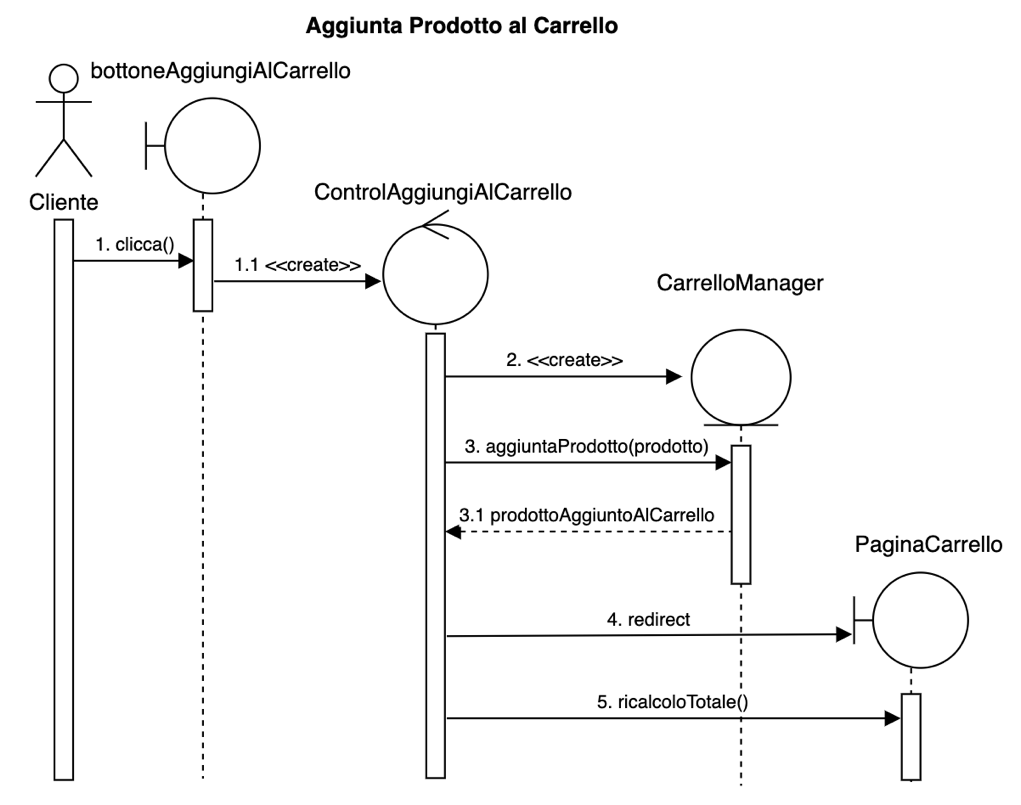 Aggiunta Prodotto al Carrello
bottoneAggiungiAlCarrello
Cliente
ControlAggiungiAlCarrello
1. clicca()
1.1 <<create>>
CarrelloManager
2. <<create>>
3. aggiuntaProdotto(prodotto)
3.1 prodottoAggiuntoAlCarrello
PaginaCarrello
4. redirect
5. ricalcoloTotale()